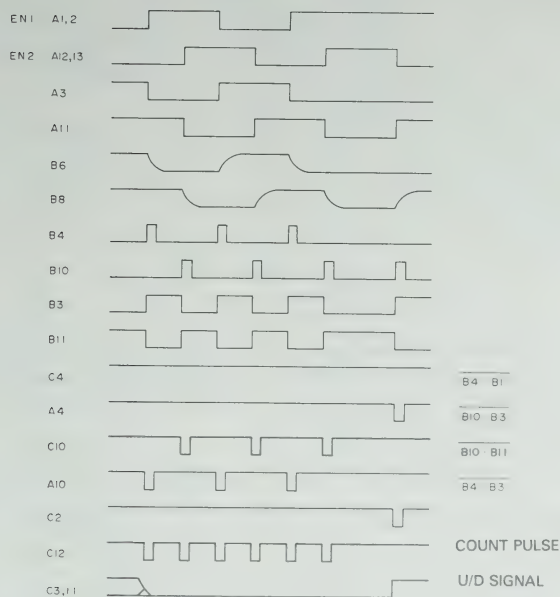 EN1 A1,2
EN2 A12,13
A3
A11
B6
B8
B4
B10
B3
B11
C4 B4 B1
A4 B10 B3
C10 B10 · B11
A10 B4 B3
C2
C12 COUNT PULSE
C3,11 U/D SIGNAL